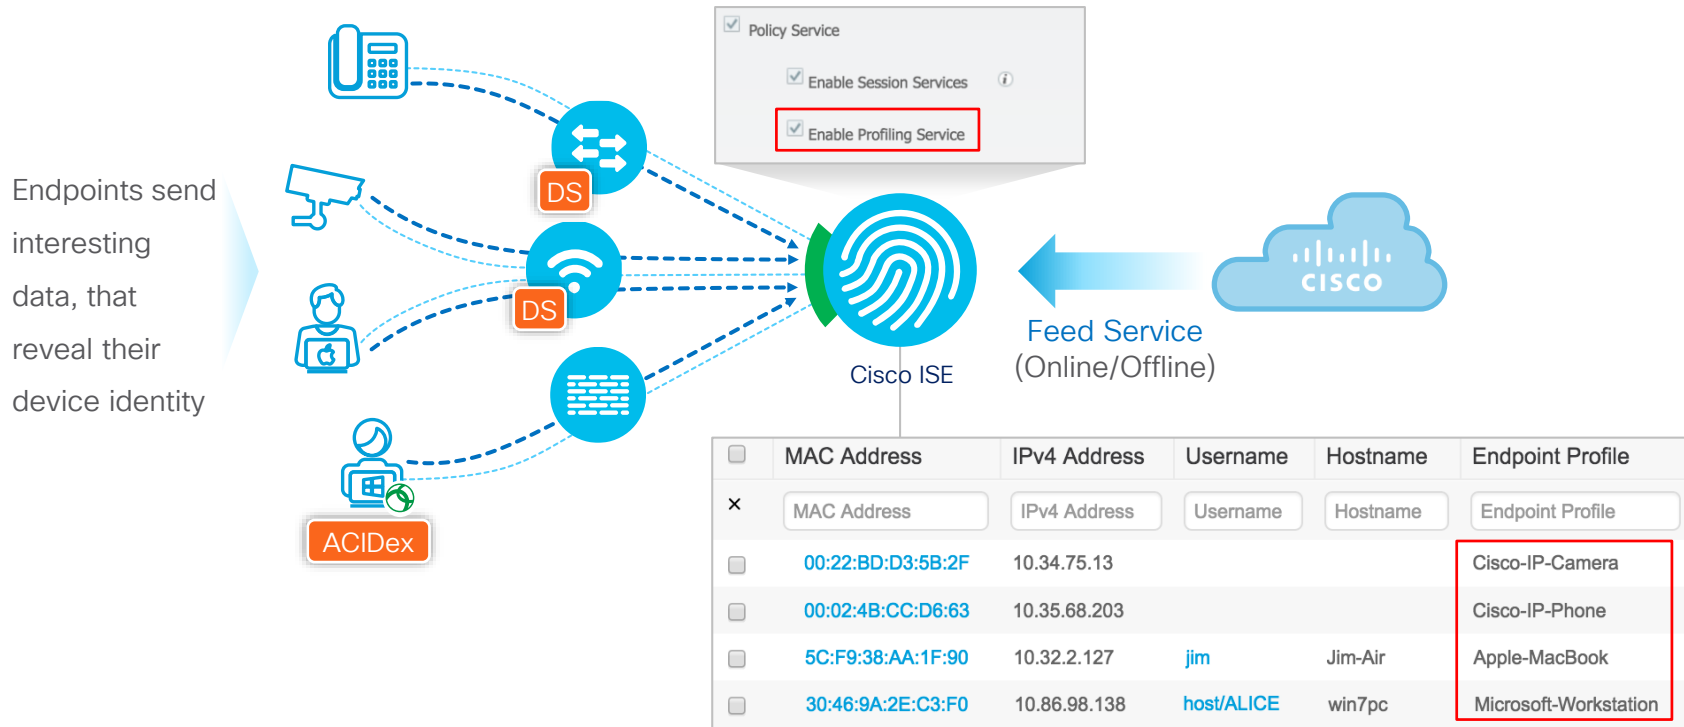 Endpoints send
interesting
data, that
reveal their
device identity
DS
DS
ACIDex
Policy Service
Enable Session Services
i
Enable Profiling Service
Cisco ISE
CISCO
Feed Service
(Online/Offline)
MAC Address IPv4 Address Username Hostname Endpoint Profile
× MAC Address IPv4 Address Username Hostname Endpoint Profile
00:22:BD:D3:5B:2F 10.34.75.13 Cisco-IP-Camera
00:02:4B:CC:D6:63 10.35.68.203 Cisco-IP-Phone
5C:F9:38:AA:1F:90 10.32.2.127 jim Jim-Air Apple-MacBook
30:46:9A:2E:C3:F0 10.86.98.138 host/ALICE win7pc Microsoft-Workstation